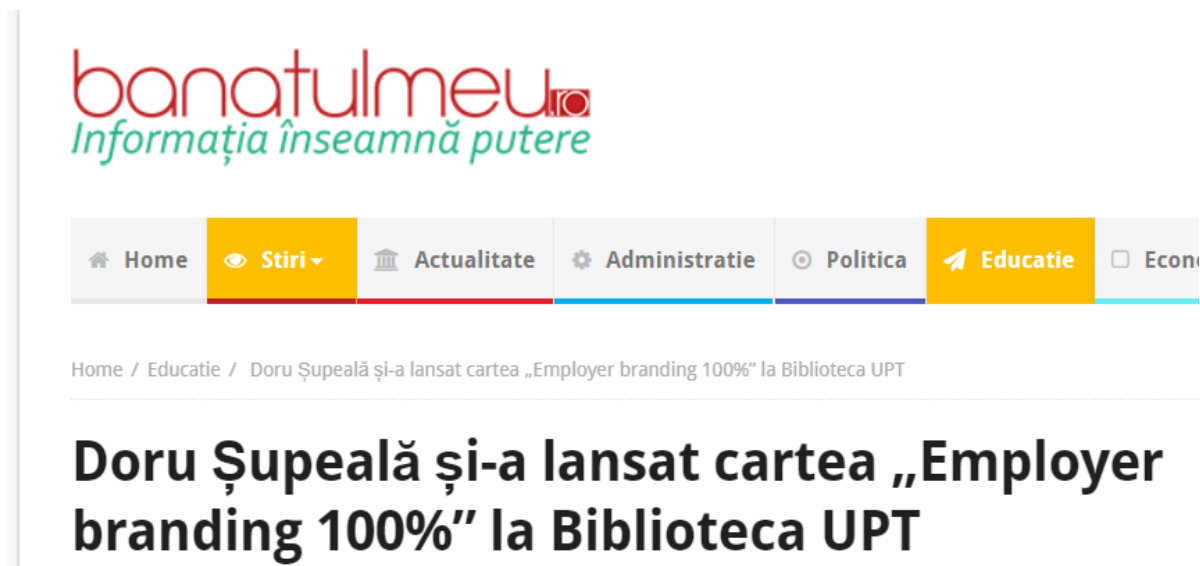 banatulmeu.ro
Informația înseamnă putere
Home Stiri Actualitate Administratie Politica Educatie Econo
Home / Educatie / Doru Șupeală și-a lansat cartea „Employer branding 100%” la Biblioteca UPT
Doru Șupeală și-a lansat cartea „Employer
branding 100%” la Biblioteca UPT